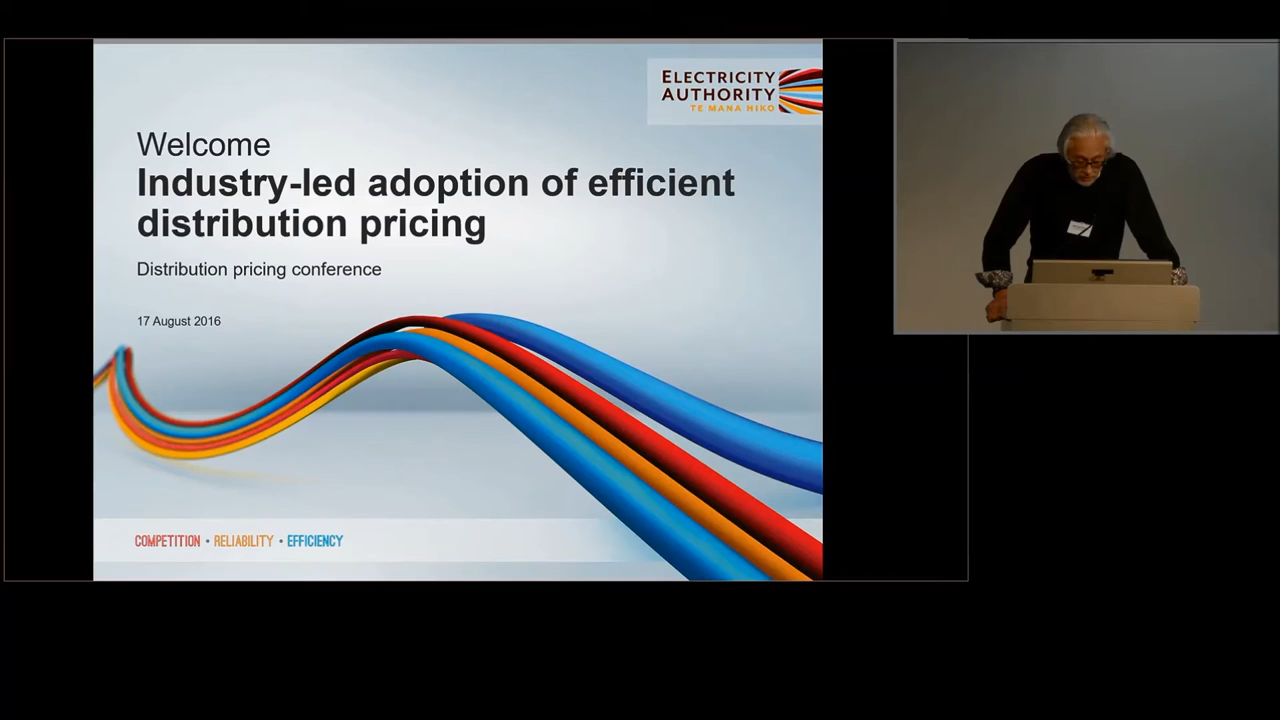 ELECTRICITY
AUTHORITY
TE MANA HIKO
Welcome
Industry-led adoption of efficient
distribution pricing
Distribution pricing conference
17 August 2016
COMPETITION • RELIABILITY • EFFICIENCY